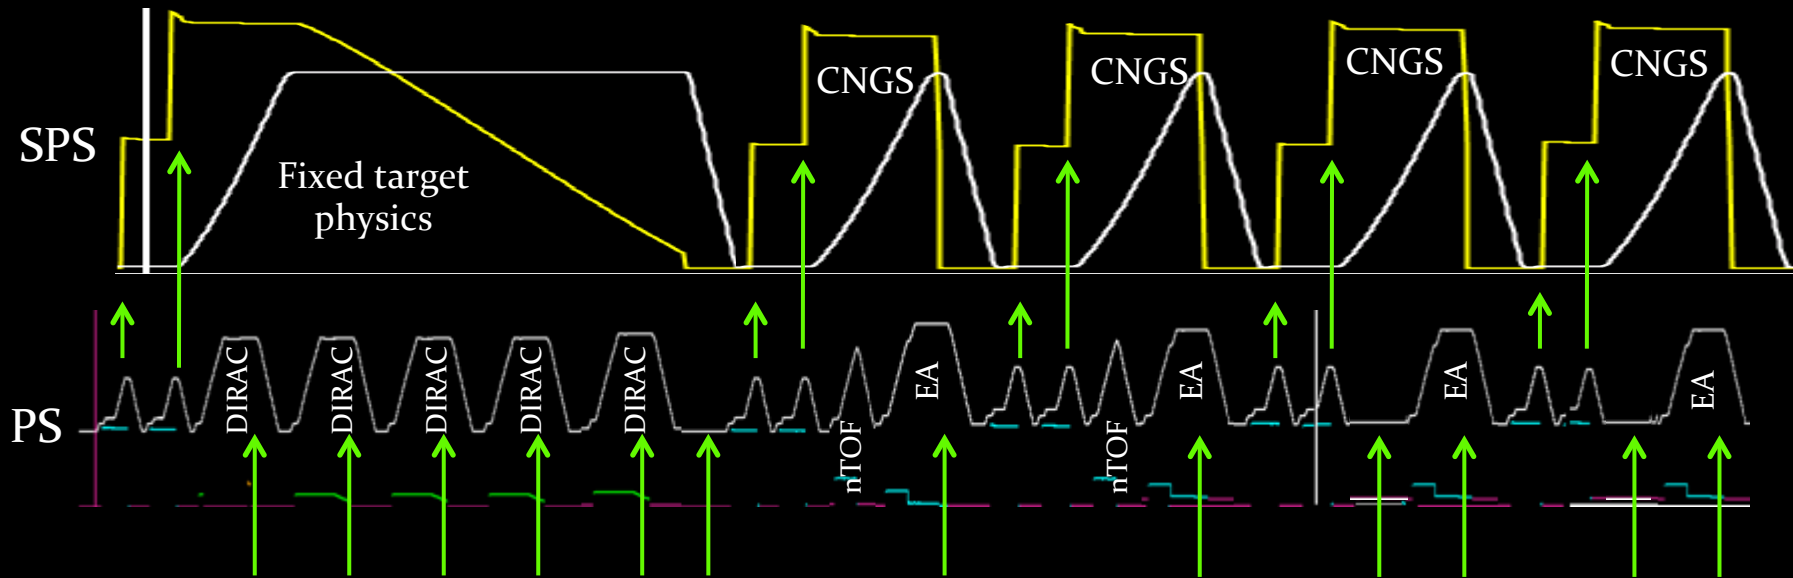 SPS
Fixed target
physics
CNGS
CNGS
CNGS
CNGS
PS
DIRAC
DIRAC
DIRAC
DIRAC
DIRAC
nTOF
EA
nTOF
EA
EA
EA